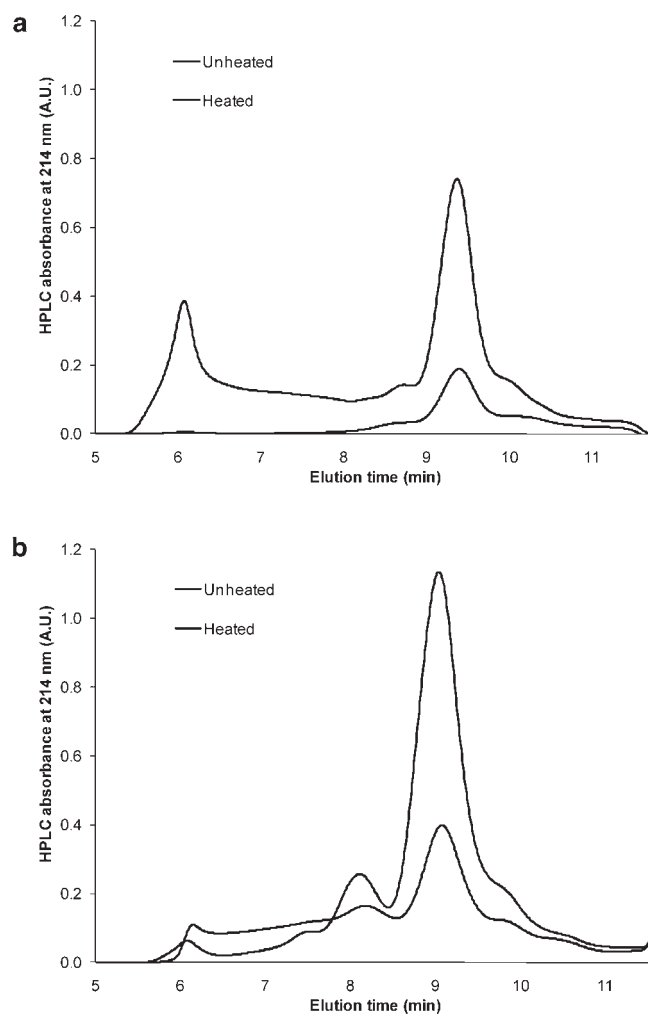 a
HPLC absorbance at 214 nm (A.U.)
1.2
1.0
0.8
0.6
0.4
0.2
0.0
Unheated
Heated
5 6 7 8 9 10 11
Elution time (min)
b
HPLC absorbance at 214 nm (A.U.)
1.2
1.0
0.8
0.6
0.4
0.2
0.0
Unheated
Heated
5 6 7 8 9 10 11
Elution time (min)